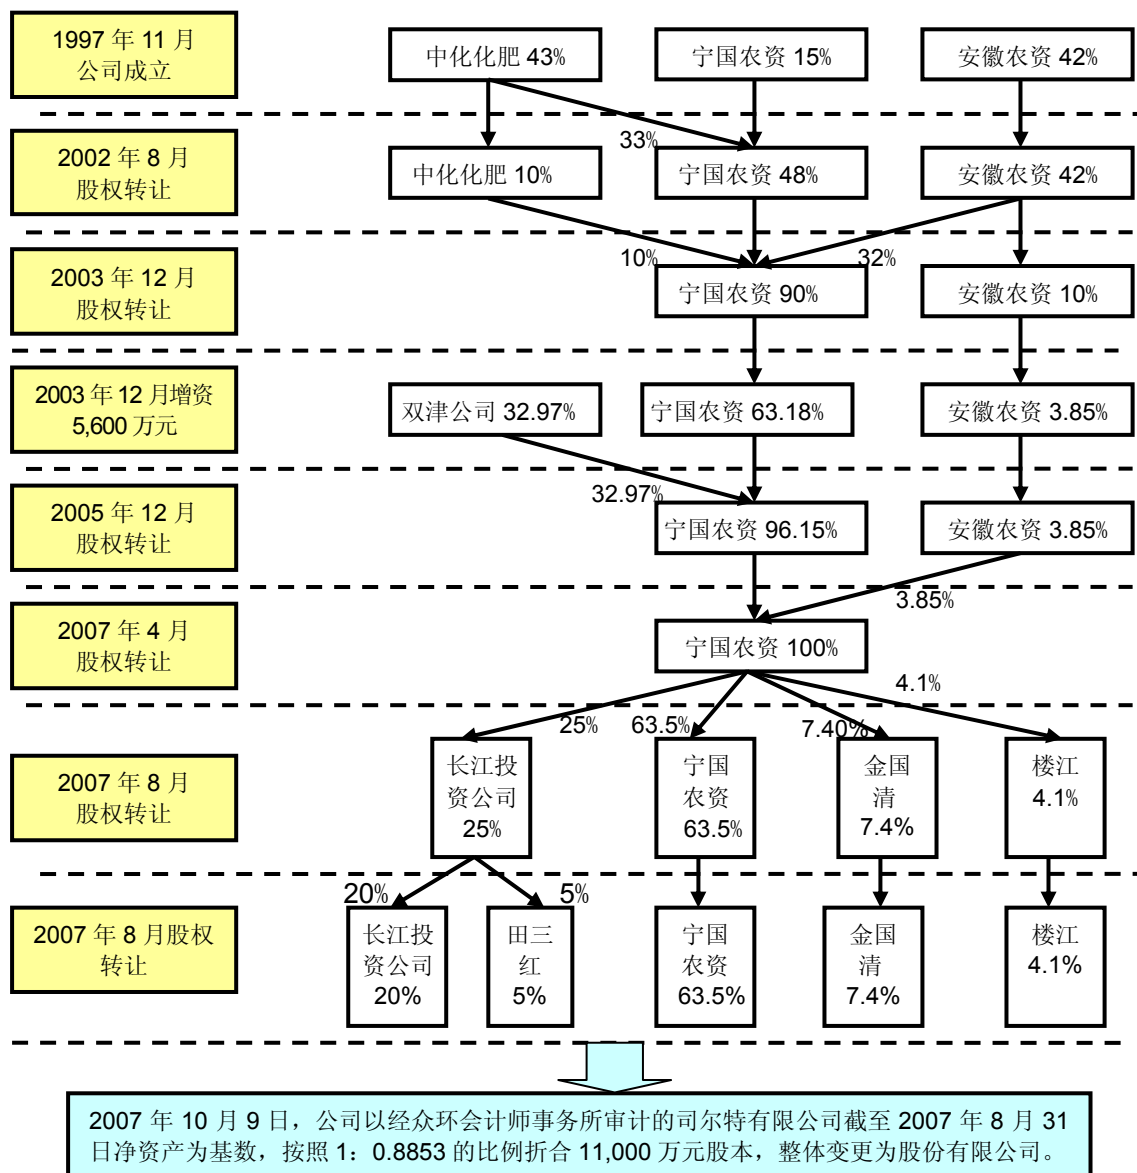 1997 年 11 月
公司成立
中化化肥 43%
宁国农资 15%
安徽农资 42%
33%
2002 年 8 月
股权转让
中化化肥 10%
宁国农资 48%
安徽农资 42%
10%
32%
2003 年 12 月
股权转让
宁国农资 90%
安徽农资 10%
2003 年 12 月增资
5,600 万元
双津公司 32.97%
宁国农资 63.18%
安徽农资 3.85%
32.97%
2005 年 12 月
股权转让
宁国农资 96.15%
安徽农资 3.85%
3.85%
2007 年 4 月
股权转让
宁国农资 100%
25%
63.5%
7.40%
4.1%
2007 年 8 月
股权转让
长江投
资公司
25%
宁国
农资
63.5%
金国
清
7.4%
楼江
4.1%
20%
5%
2007 年 8 月股权
转让
长江投
资公司
20%
田三
红
5%
宁国
农资
63.5%
金国
清
7.4%
楼江
4.1%
2007 年 10 月 9 日，公司以经众环会计师事务所审计的司尔特有限公司截至 2007 年 8 月 31
日净资产为基数，按照 1：0.8853 的比例折合 11,000 万元股本，整体变更为股份有限公司。